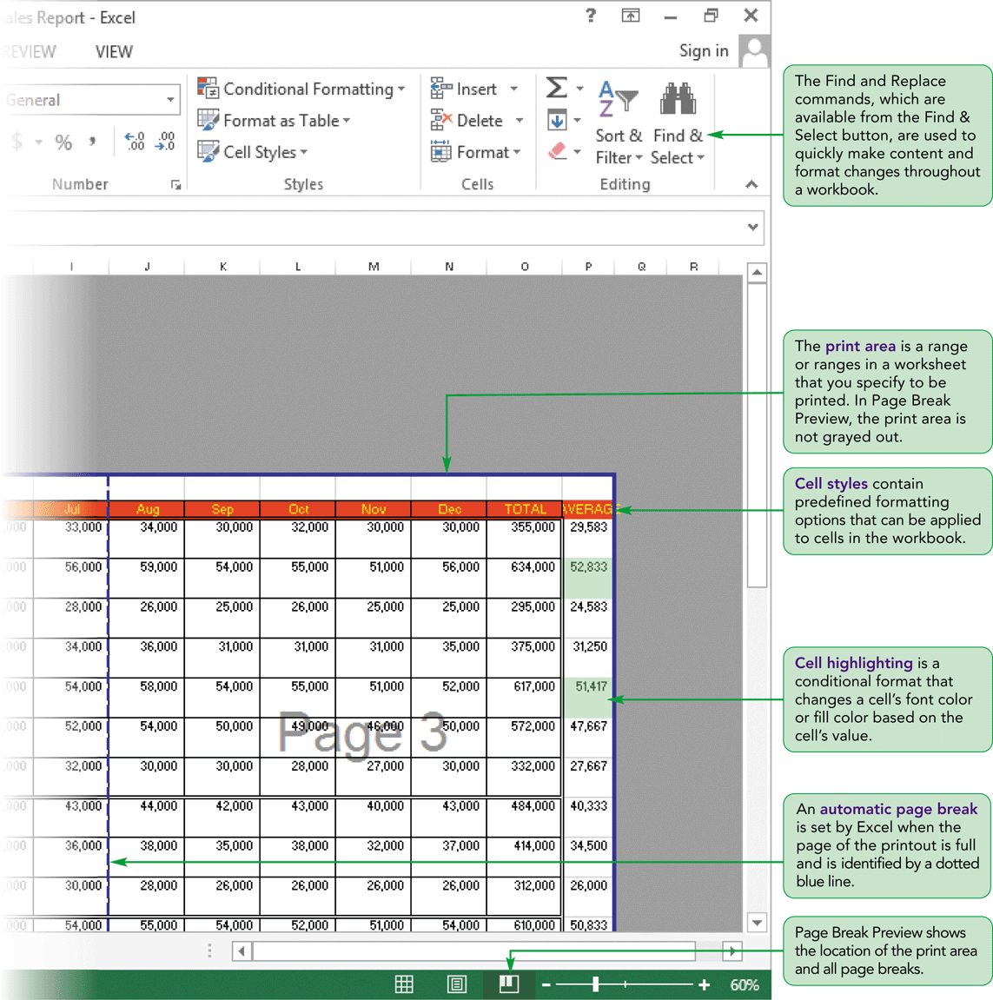 ales Report - Excel
?
REVIEW VIEW Sign in
General
Conditional Formatting
Format as Table
Cell Styles
Insert
Delete
Format
Σ
A
Z
Sort &
Filter
Find &
Select
$ % , ←.0 .00
.00 →.0
Number Styles Cells Editing
The Find and Replace
commands, which are
available from the Find &
Select button, are used to
quickly make content and
format changes throughout
a workbook.
I J K L M N O P Q R
The print area is a range
or ranges in a worksheet
that you specify to be
printed. In Page Break
Preview, the print area is
not grayed out.
Cell styles contain
predefined formatting
options that can be applied
to cells in the workbook.
Cell highlighting is a
conditional format that
changes a cell’s font color
or fill color based on the
cell’s value.
An automatic page break
is set by Excel when the
page of the printout is full
and is identified by a dotted
blue line.
Page Break Preview shows
the location of the print area
and all page breaks.
Jul Aug Sep Oct Nov Dec TOTAL AVERAGE
,000 33,000 34,000 30,000 32,000 30,000 30,000 355,000 29,583
,000 56,000 59,000 54,000 55,000 51,000 56,000 634,000 52,833
,000 28,000 26,000 25,000 26,000 25,000 25,000 295,000 24,583
,000 34,000 36,000 31,000 31,000 31,000 35,000 375,000 31,250
,000 54,000 58,000 54,000 55,000 51,000 52,000 617,000 51,417
,000 52,000 54,000 50,000 49,000 46,000 50,000 572,000 47,667
Page 3
,000 32,000 30,000 30,000 28,000 27,000 30,000 332,000 27,667
,000 43,000 44,000 42,000 43,000 40,000 43,000 484,000 40,333
,000 36,000 38,000 35,000 38,000 32,000 37,000 414,000 34,500
,000 30,000 28,000 26,000 26,000 26,000 26,000 312,000 26,000
,000 54,000 55,000 54,000 52,000 51,000 54,000 610,000 50,833
60%